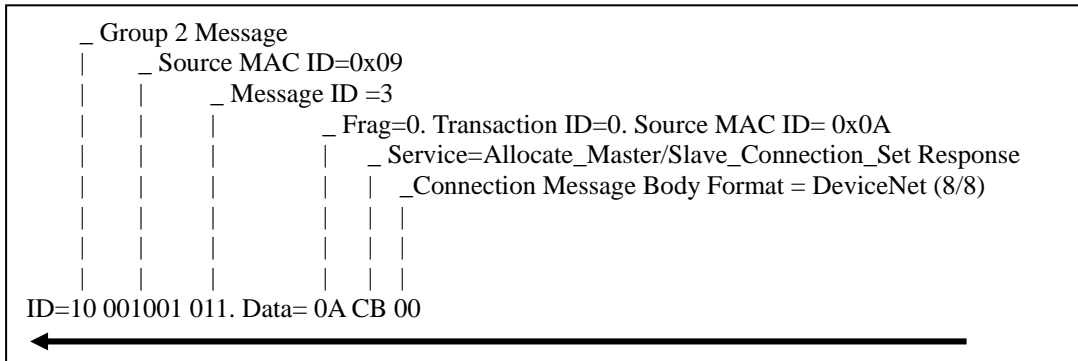 _ Group 2 Message
| _ Source MAC ID=0x09
| | _ Message ID =3
| | | _ Frag=0. Transaction ID=0. Source MAC ID= 0x0A
| | | | _ Service=Allocate_Master/Slave_Connection_Set Response
| | | | | _Connection Message Body Format = DeviceNet (8/8)
| | | | | |
| | | | | |
| | | | | |
ID=10 001001 011. Data= 0A CB 00